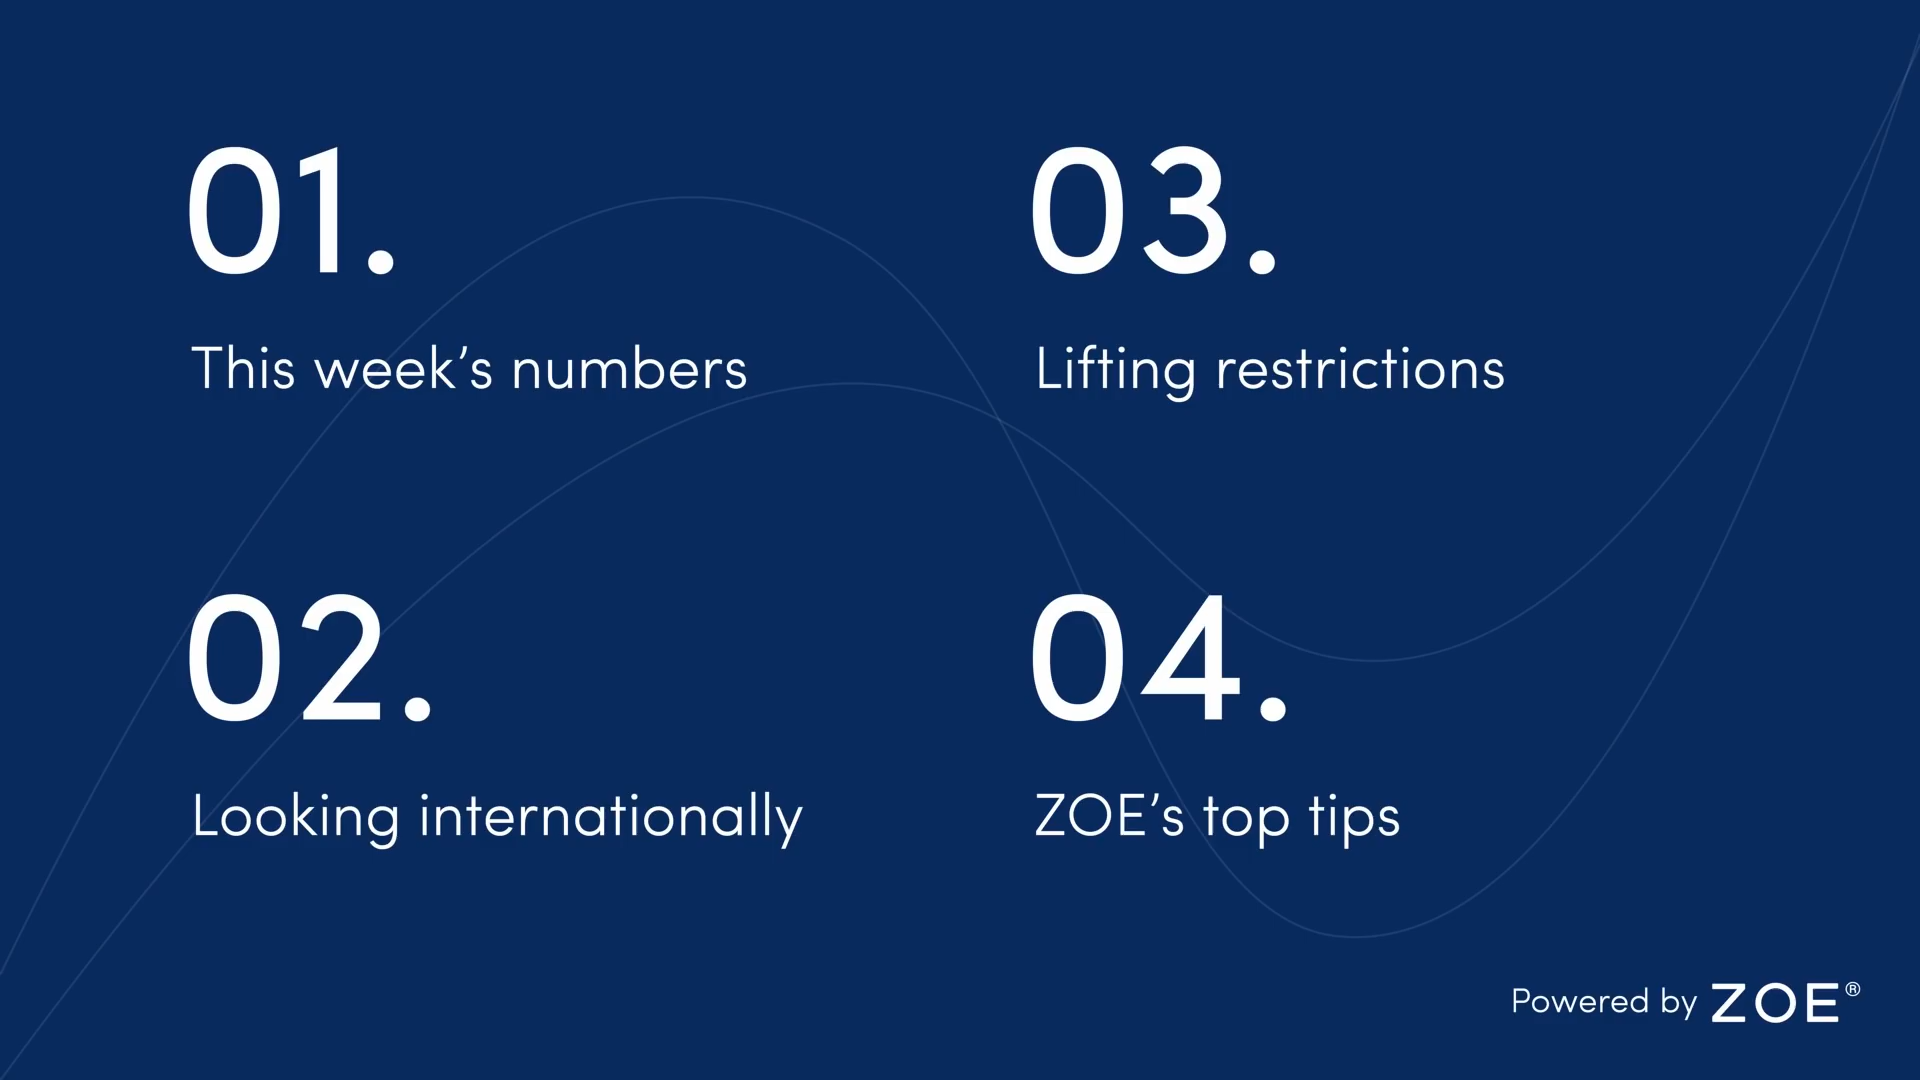 01.
This week’s numbers
02.
Looking internationally
03.
Lifting restrictions
04.
ZOE’s top tips
Powered by ZOE®